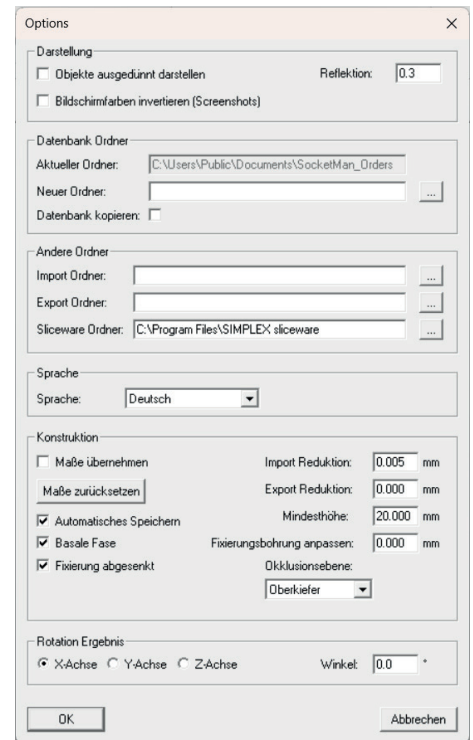 Options
Darstellung
Objekte ausgedünnt darstellen Reflektion: 0.3
Bildschirmfarben invertieren (Screenshots)
Datenbank Ordner
Aktueller Ordner: C:\Users\Public\Documents\SocketMan_Orders
Neuer Ordner: ...
Datenbank kopieren:
Andere Ordner
Import Ordner: ...
Export Ordner: ...
Sliceware Ordner: C:\Program Files\SIMPLEX sliceware ...
Sprache
Sprache: Deutsch
Konstruktion
Maße übernehmen Import Reduktion: 0.005 mm
Maße zurücksetzen Export Reduktion: 0.000 mm
Automatisches Speichern Mindesthöhe: 20.000 mm
Basale Fase Fixierungsbohrung anpassen: 0.000 mm
Fixierung abgesenkt Okklusionsebene:
Oberkiefer
Rotation Ergebnis
X-Achse Y-Achse Z-Achse Winkel: 0.0 °
OK Abbrechen